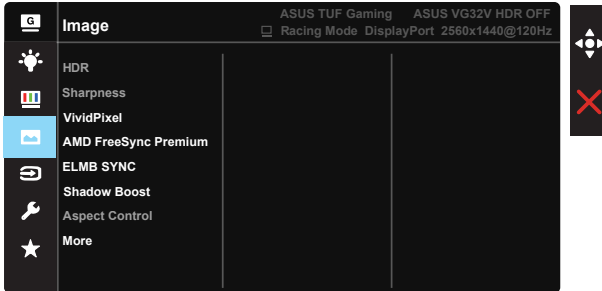 G
Image
ASUS TUF Gaming ASUS VG32V HDR OFF
Racing Mode DisplayPort 2560x1440@120Hz
HDR
Sharpness
VividPixel
AMD FreeSync Premium
ELMB SYNC
Shadow Boost
Aspect Control
More